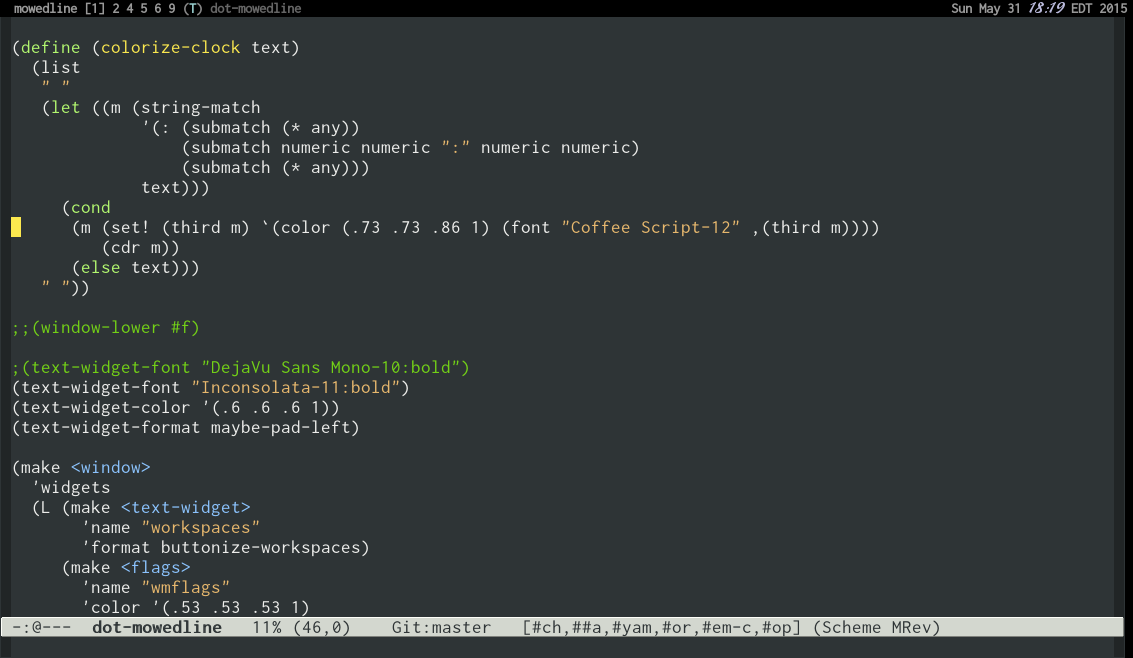 mowedline [1] 2 4 5 6 9 (T) dot-mowedline Sun May 31 18:19 EDT 2015
(define (colorize-clock text)
  (list
   " "
   (let ((m (string-match
             '(: (submatch (* any))
                 (submatch numeric numeric ":" numeric numeric)
                 (submatch (* any)))
             text)))
     (cond
      (m (set! (third m) `(color (.73 .73 .86 1) (font "Coffee Script-12" ,(third m))))
         (cdr m))
      (else text)))
   " "))
;;(window-lower #f)
;(text-widget-font "DejaVu Sans Mono-10:bold")
(text-widget-font "Inconsolata-11:bold")
(text-widget-color '(.6 .6 .6 1))
(text-widget-format maybe-pad-left)
(make <window>
  'widgets
  (L (make <text-widget>
       'name "workspaces"
       'format buttonize-workspaces)
     (make <flags>
       'name "wmflags"
       'color '(.53 .53 .53 1)
-:@--- dot-mowedline 11% (46,0) Git:master [#ch,##a,#yam,#or,#em-c,#op] (Scheme MRev)